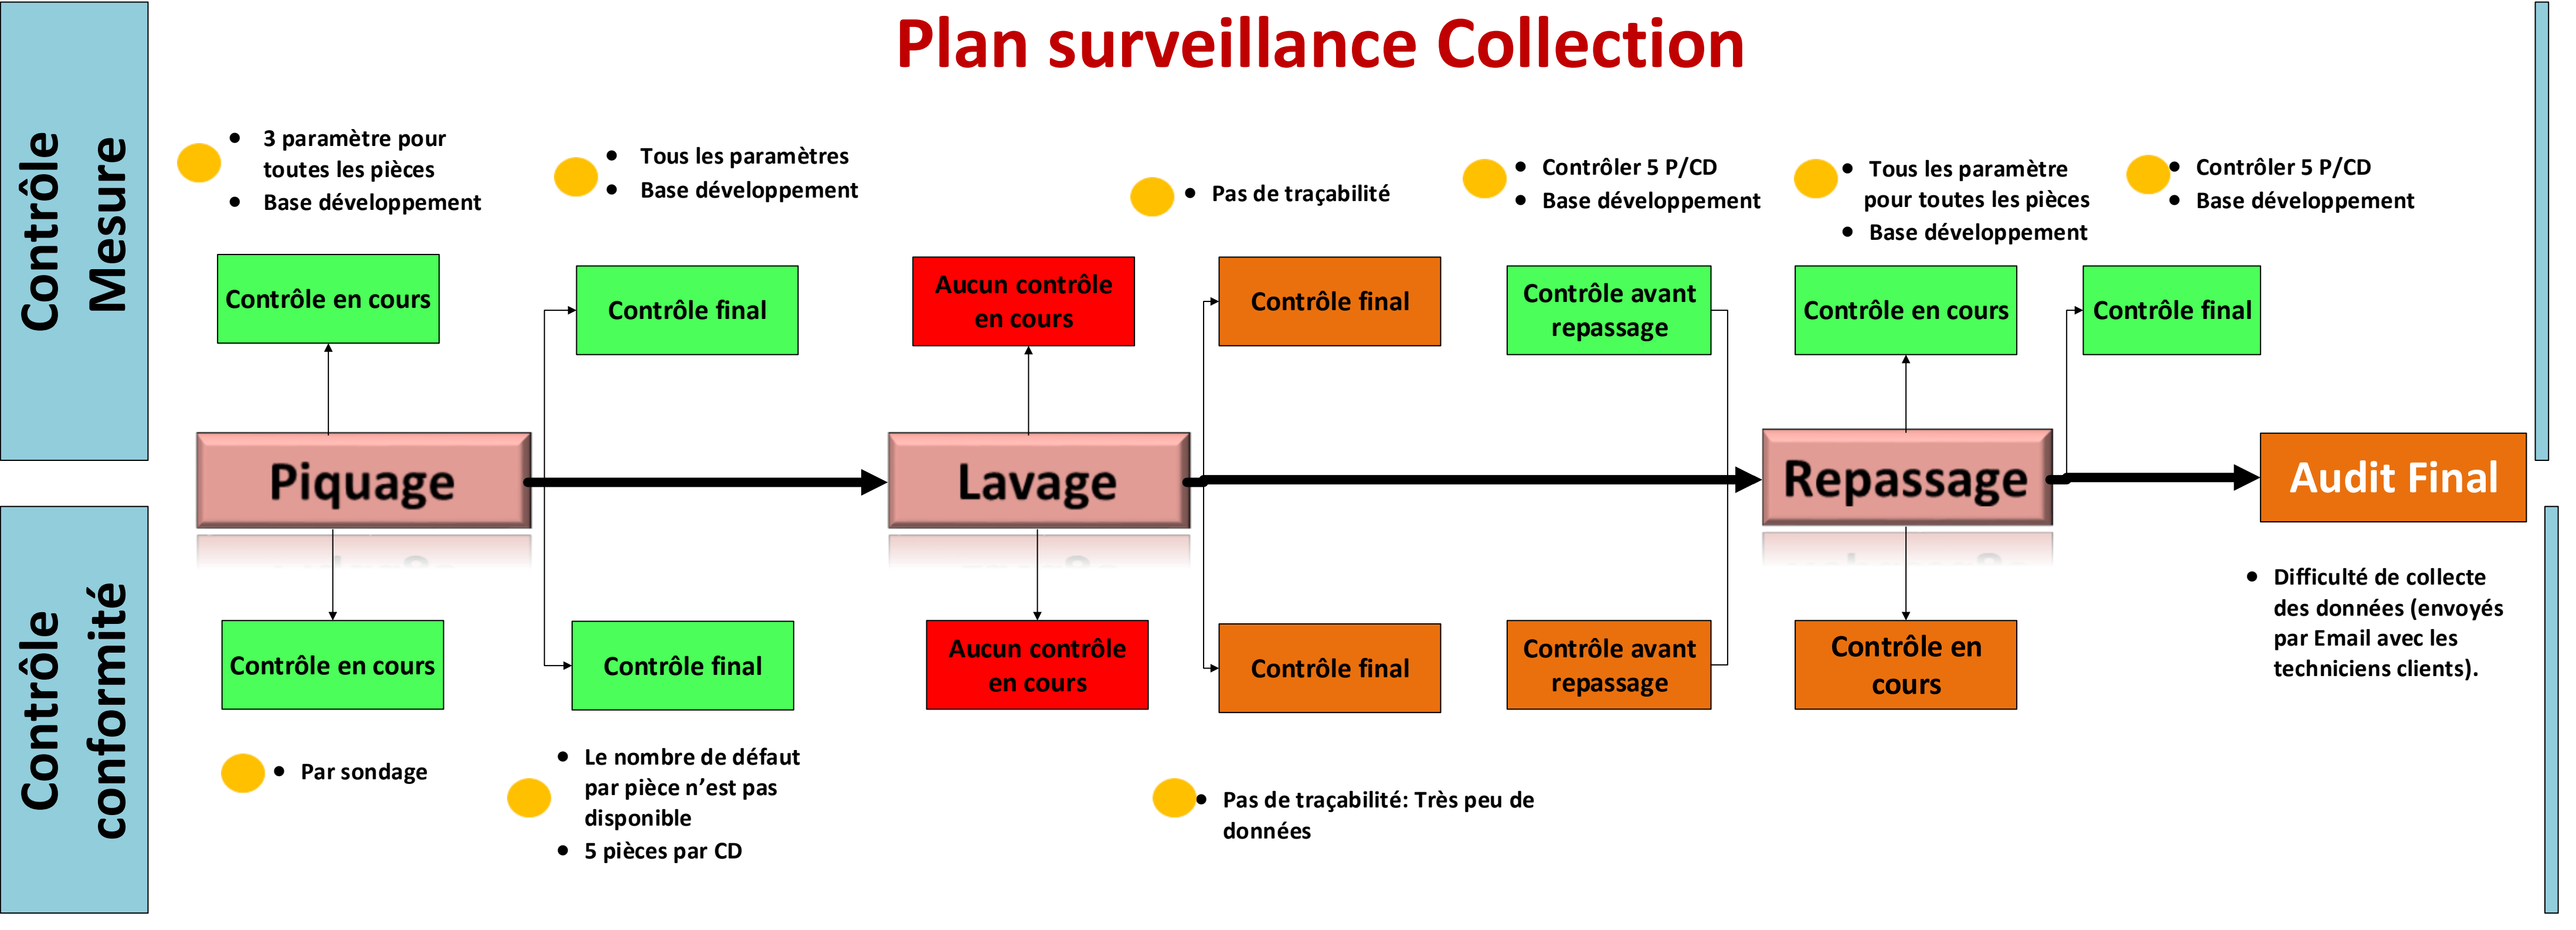 Plan surveillance Collection
Contrôle
Mesure
• 3 paramètre pour
toutes les pièces
• Base développement
• Tous les paramètres
• Base développement
• Pas de traçabilité
• Contrôler 5 P/CD
• Base développement
• Tous les paramètre
pour toutes les pièces
• Base développement
• Contrôler 5 P/CD
• Base développement
Contrôle en cours
Contrôle final
Aucun contrôle
en cours
Contrôle final
Contrôle avant
repassage
Contrôle en cours
Contrôle final
Piquage
Lavage
Repassage
Audit Final
Contrôle
conformité
Contrôle en cours
Contrôle final
Aucun contrôle
en cours
Contrôle final
Contrôle avant
repassage
Contrôle en
cours
• Difficulté de collecte
des données (envoyés
par Email avec les
techniciens clients).
• Par sondage
• Le nombre de défaut
par pièce n’est pas
disponible
• 5 pièces par CD
• Pas de traçabilité: Très peu de
données